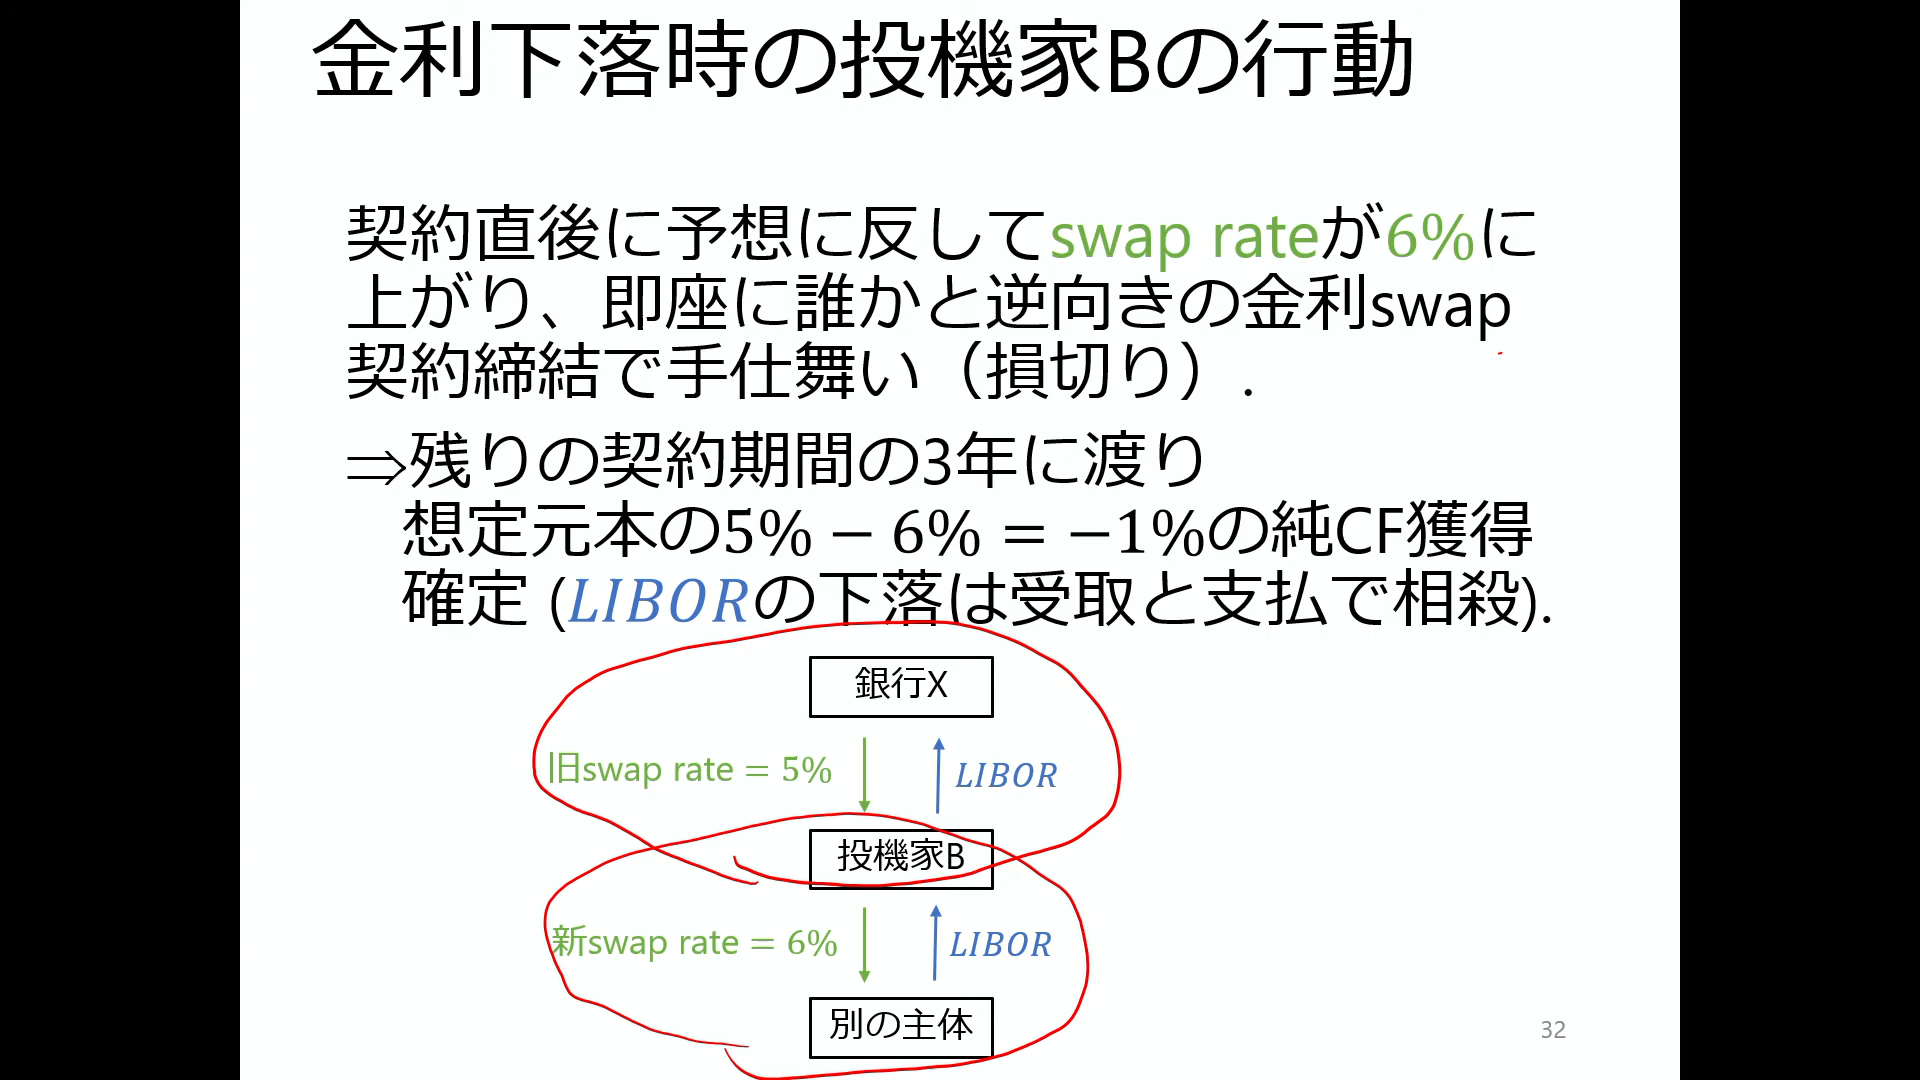 金利下落時の投機家Bの行動
契約直後に予想に反してswap rateが6%に
上がり、即座に誰かと逆向きの金利swap
契約締結で手仕舞い（損切り）.
⇒残りの契約期間の3年に渡り
想定元本の5% − 6% = −1%の純CF獲得
確定 (LIBORの下落は受取と支払で相殺).
銀行X
旧swap rate = 5%
LIBOR
投機家B
新swap rate = 6%
LIBOR
別の主体
32